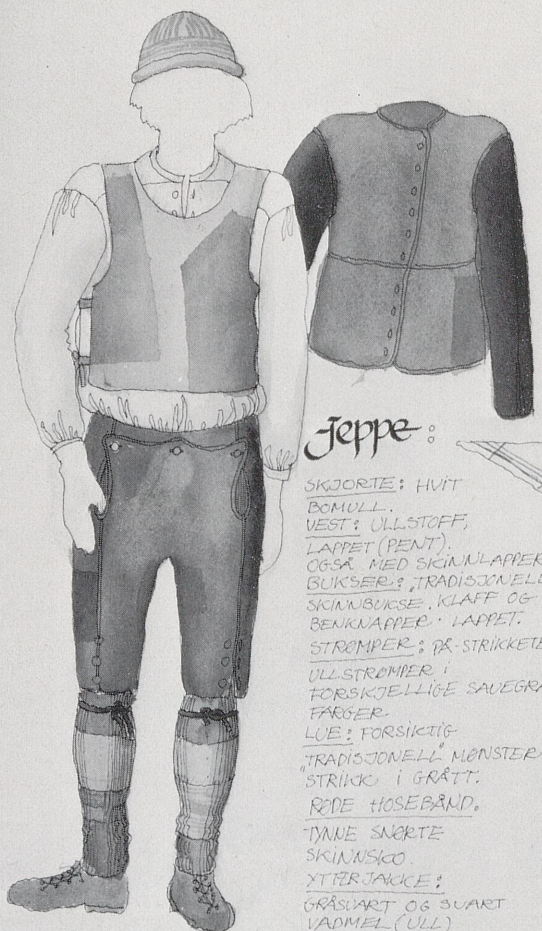 Jeppe:
SKJORTE: HVIT
BOMULL.
VEST: ULLSTOFF,
LAPPET (PENT).
OGSÅ MED SKINNLAPPER
BUKSER: "TRADISJONELL
SKINNBUKSE. KLAFF OG
BENKNAPPER. LAPPET.
STRØMPER: PÅ-STRIKKETE
ULLSTRØMPER I
FORSKJELLIGE SAUEGRÅ
FARGER
LUE: FORSIKTIG
"TRADISJONELL" MØNSTER
STRIKK I GRÅTT.
RØDE HOSEBÅND.
TYNNE SNØRTE
SKINNSKO.
YTTERJAKKE:
GRÅSVART OG SVART
VADMEL (ULL)